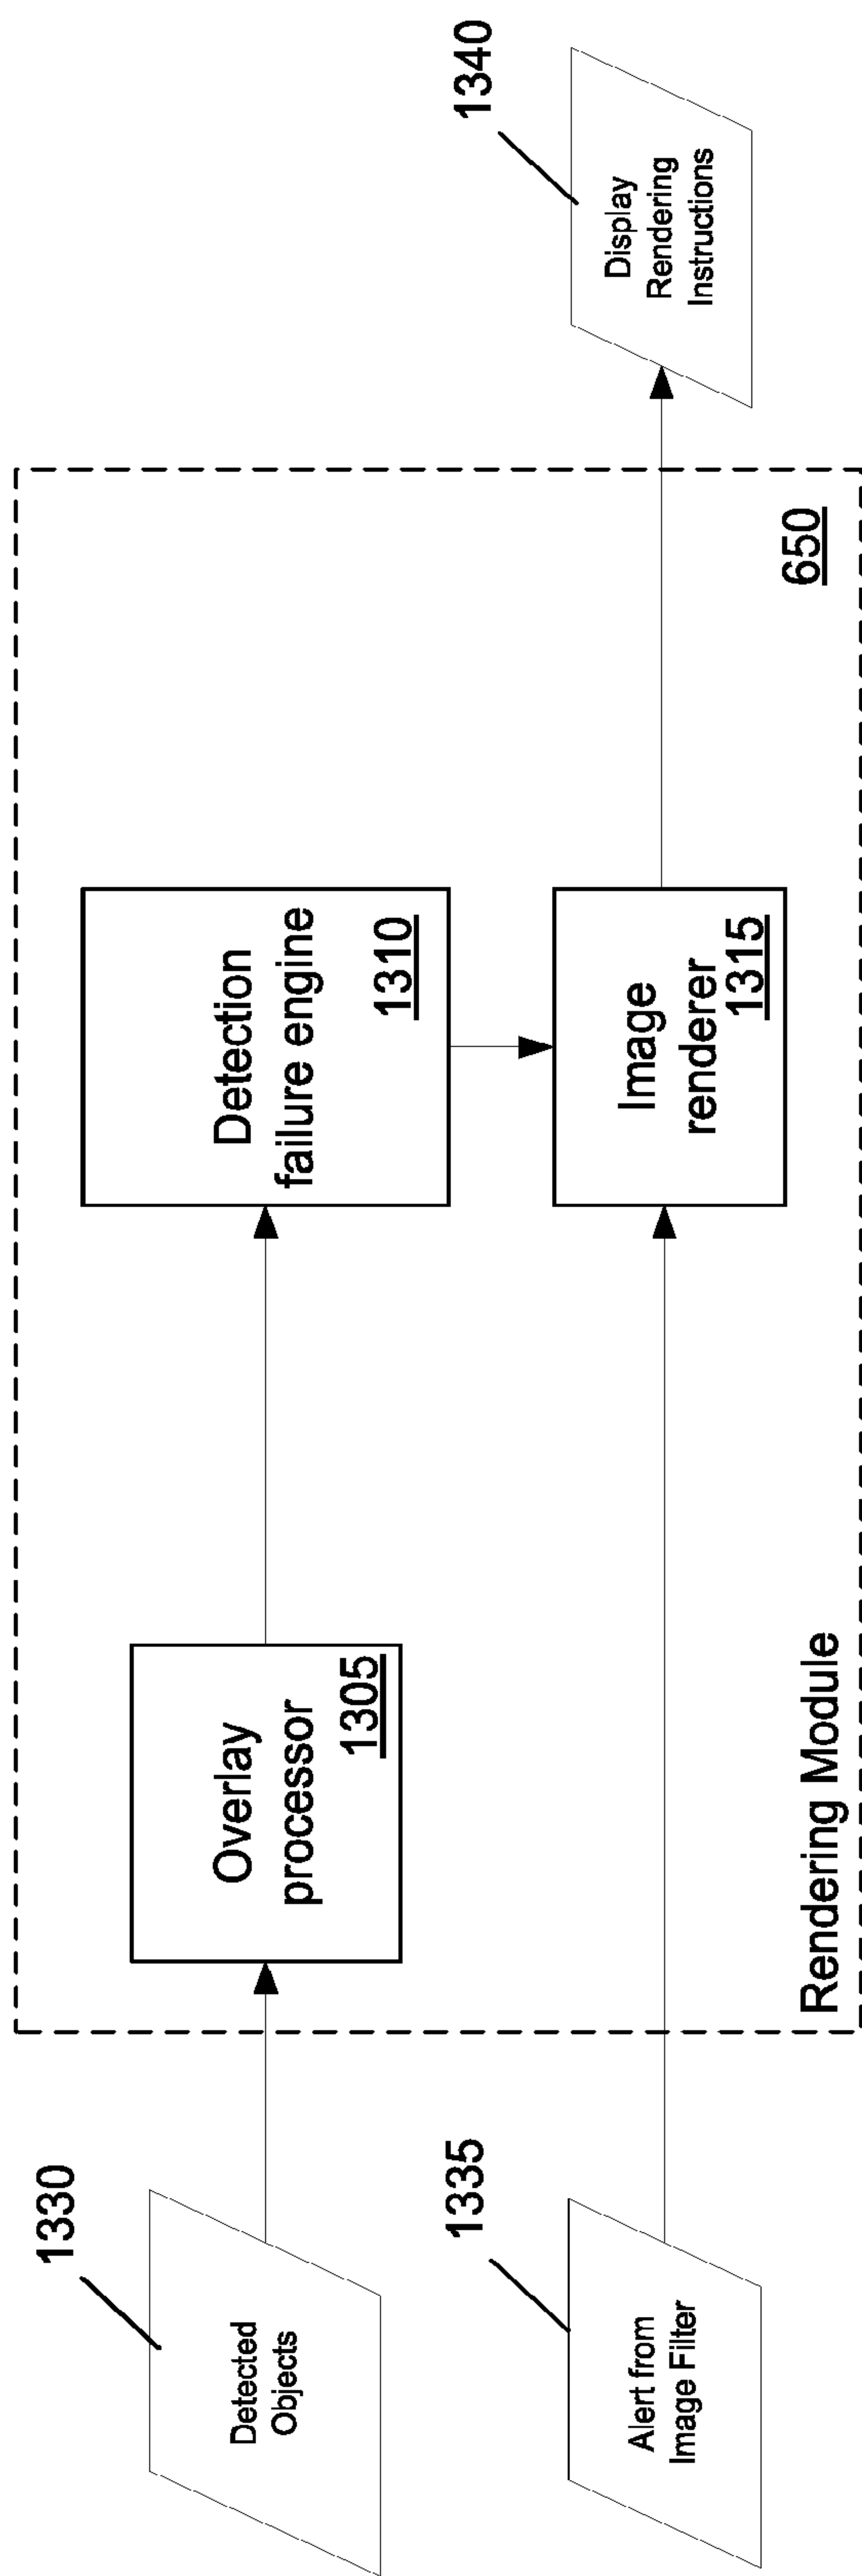 1330
Detected
Objects
1335
Alert from
Image Filter
Overlay
processor
1305
Detection
failure engine
1310
Image
renderer
1315
Rendering Module
650
1340
Display
Rendering
Instructions